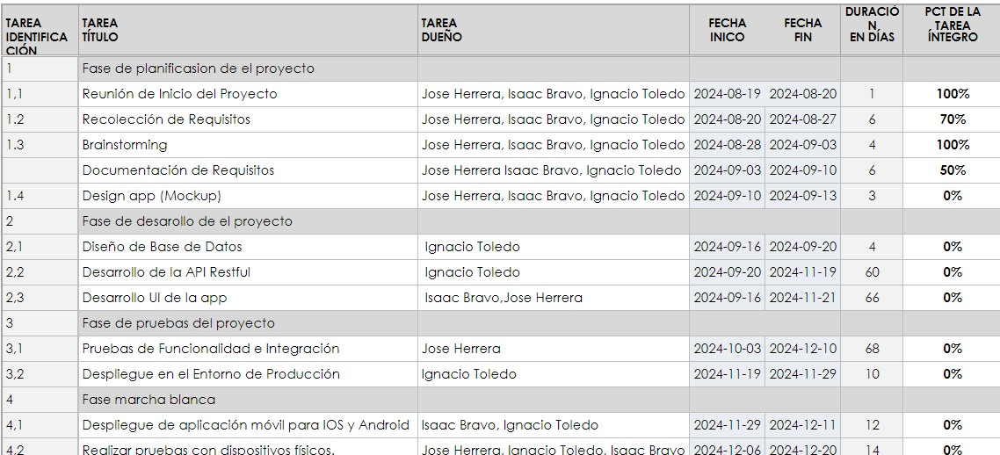 TAREA IDENTIFICACIÓN TAREA TÍTULO TAREA DUEÑO FECHA INICO FECHA FIN DURACIÓN EN DÍAS PCT DE LA TAREA ÍNTEGRO
1 Fase de planificasion de el proyecto
1,1 Reunión de Inicio del Proyecto Jose Herrera, Isaac Bravo, Ignacio Toledo 2024-08-19 2024-08-20 1 100%
1.2 Recolección de Requisitos Jose Herrera, Isaac Bravo, Ignacio Toledo 2024-08-20 2024-08-27 6 70%
1.3 Brainstorming Jose Herrera, Isaac Bravo, Ignacio Toledo 2024-08-28 2024-09-03 4 100%
Documentación de Requisitos Jose Herrera Isaac Bravo, Ignacio Toledo 2024-09-03 2024-09-10 6 50%
1.4 Design app (Mockup) Jose Herrera, Isaac Bravo, Ignacio Toledo 2024-09-10 2024-09-13 3 0%
2 Fase de desarollo de el proyecto
2,1 Diseño de Base de Datos Ignacio Toledo 2024-09-16 2024-09-20 4 0%
2,2 Desarrollo de la API Restful Ignacio Toledo 2024-09-20 2024-11-19 60 0%
2,3 Desarrollo UI de la app Isaac Bravo,Jose Herrera 2024-09-16 2024-11-21 66 0%
3 Fase de pruebas del proyecto
3,1 Pruebas de Funcionalidad e Integración Jose Herrera 2024-10-03 2024-12-10 68 0%
3,2 Despliegue en el Entorno de Producción Ignacio Toledo 2024-11-19 2024-11-29 10 0%
4 Fase marcha blanca
4,1 Despliegue de aplicación móvil para IOS y Android Isaac Bravo, Ignacio Toledo 2024-11-29 2024-12-11 12 0%
4,2 Realizar pruebas con dispositivos físicos. Jose Herrera, Ignacio Toledo, Isaac Bravo 2024-12-06 2024-12-20 14 0%